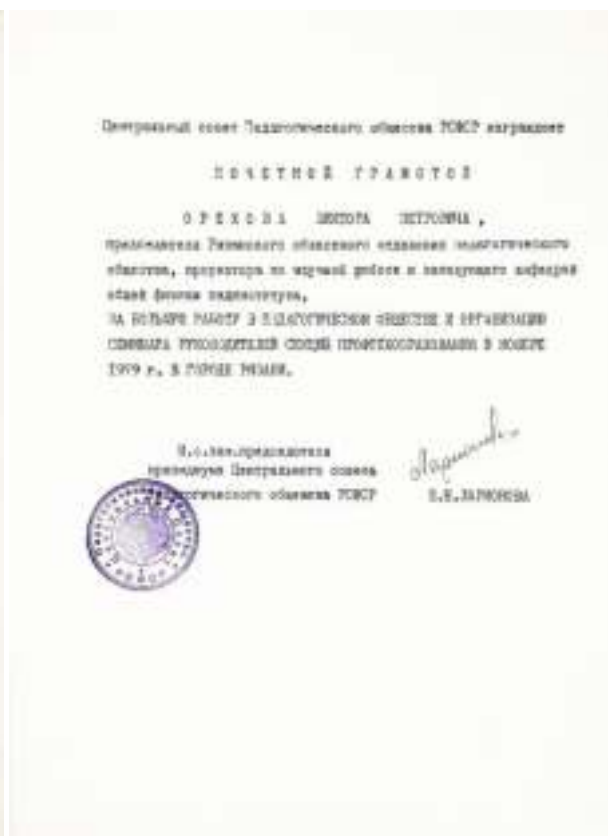 Центральный совет Педагогического общества РСФСР награждает
ПОЧЕТНОЙ ГРАМОТОЙ
ОРЕХОВА ВИКТОРА ПЕТРОВИЧА,
председателя Рязанского областного отделения педагогического
общества, проректора по научной работе и заведующего кафедрой
общей физики пединститута,
ЗА БОЛЬШУЮ РАБОТУ В ПЕДАГОГИЧЕСКОМ ОБЩЕСТВЕ И ОРГАНИЗАЦИЮ
СЕМИНАРА РУКОВОДИТЕЛЕЙ СЕКЦИЙ ПРОФТЕХОБРАЗОВАНИЯ В НОЯБРЕ
1979 г. В ГОРОДЕ РЯЗАНИ.
И.о.зам.председателя
президиума Центрального совета
Педагогического общества РСФСР
ЛАРИОНОВА